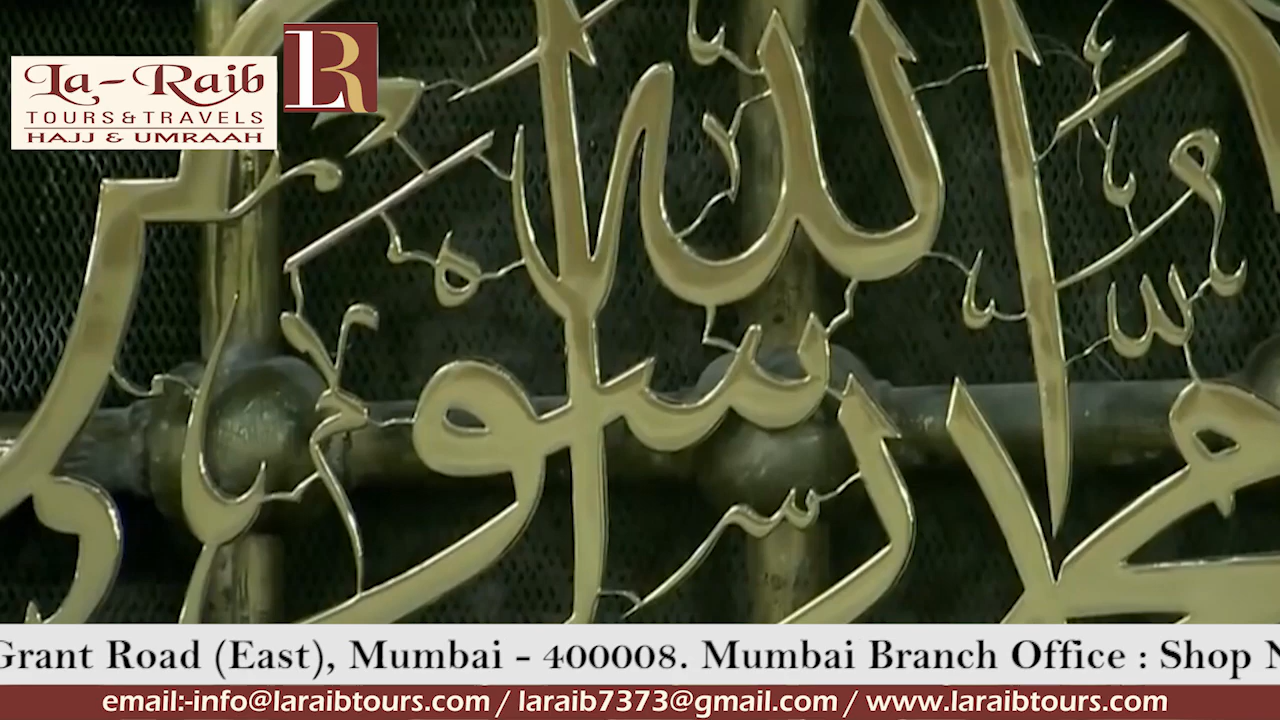 La-Raib
TOURS & TRAVELS
HAJJ & UMRAAH
LR
الله
محمد رسول
Grant Road (East), Mumbai - 400008. Mumbai Branch Office : Shop N
email:-info@laraibtours.com / laraib7373@gmail.com / www.laraibtours.com